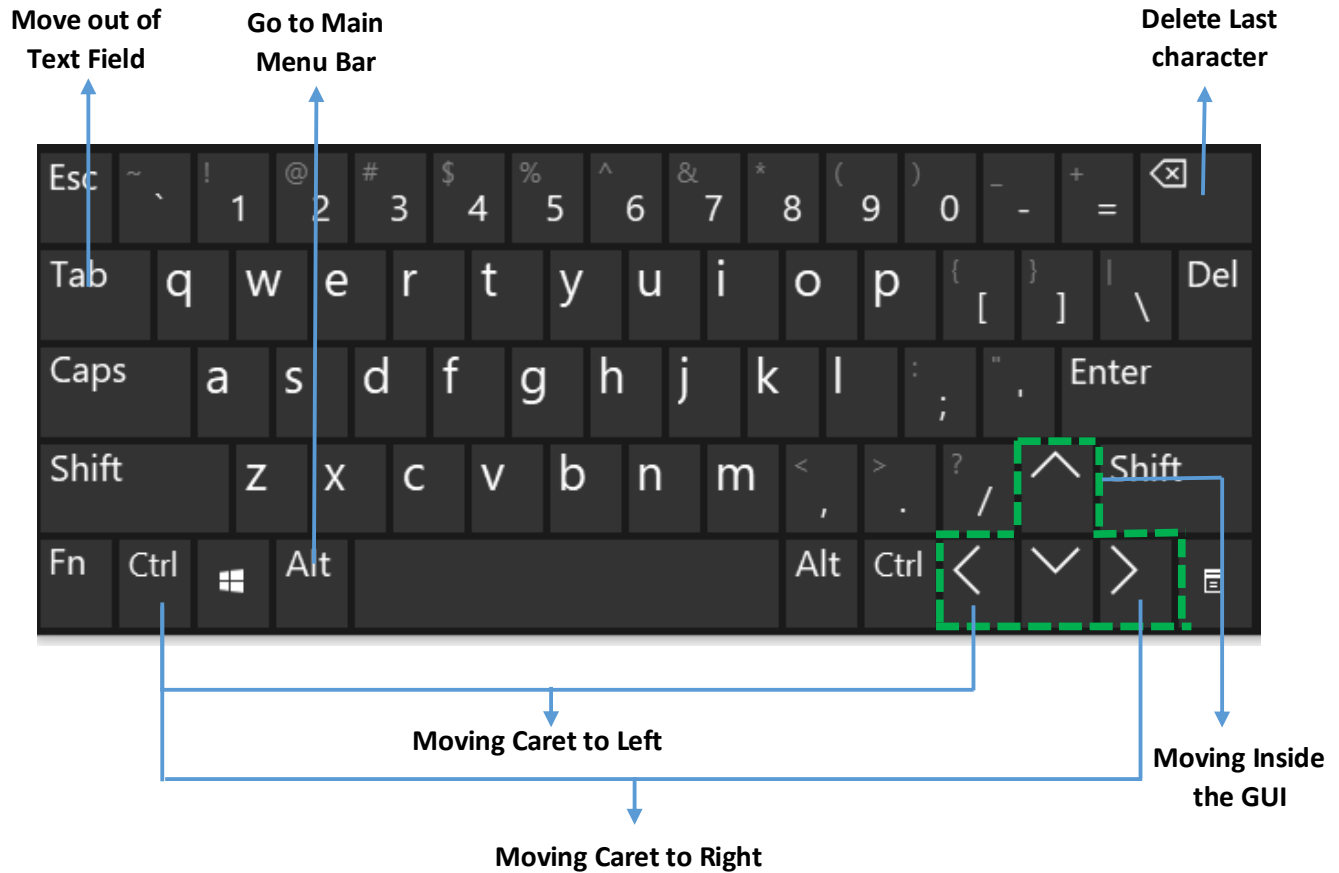 Move out of
Text Field
Go to Main
Menu Bar
Delete Last
character
Esc ~ ` ! 1 @ 2 # 3 $ 4 % 5 ^ 6 & 7 * 8 ( 9 ) 0 _ - + =
Tab q w e r t y u i o p { [ } ] | \ Del
Caps a s d f g h j k l : ; " ' Enter
Shift z x c v b n m < , > . ? / Shift
Fn Ctrl Alt Alt Ctrl
Moving Caret to Left
Moving Inside
the GUI
Moving Caret to Right